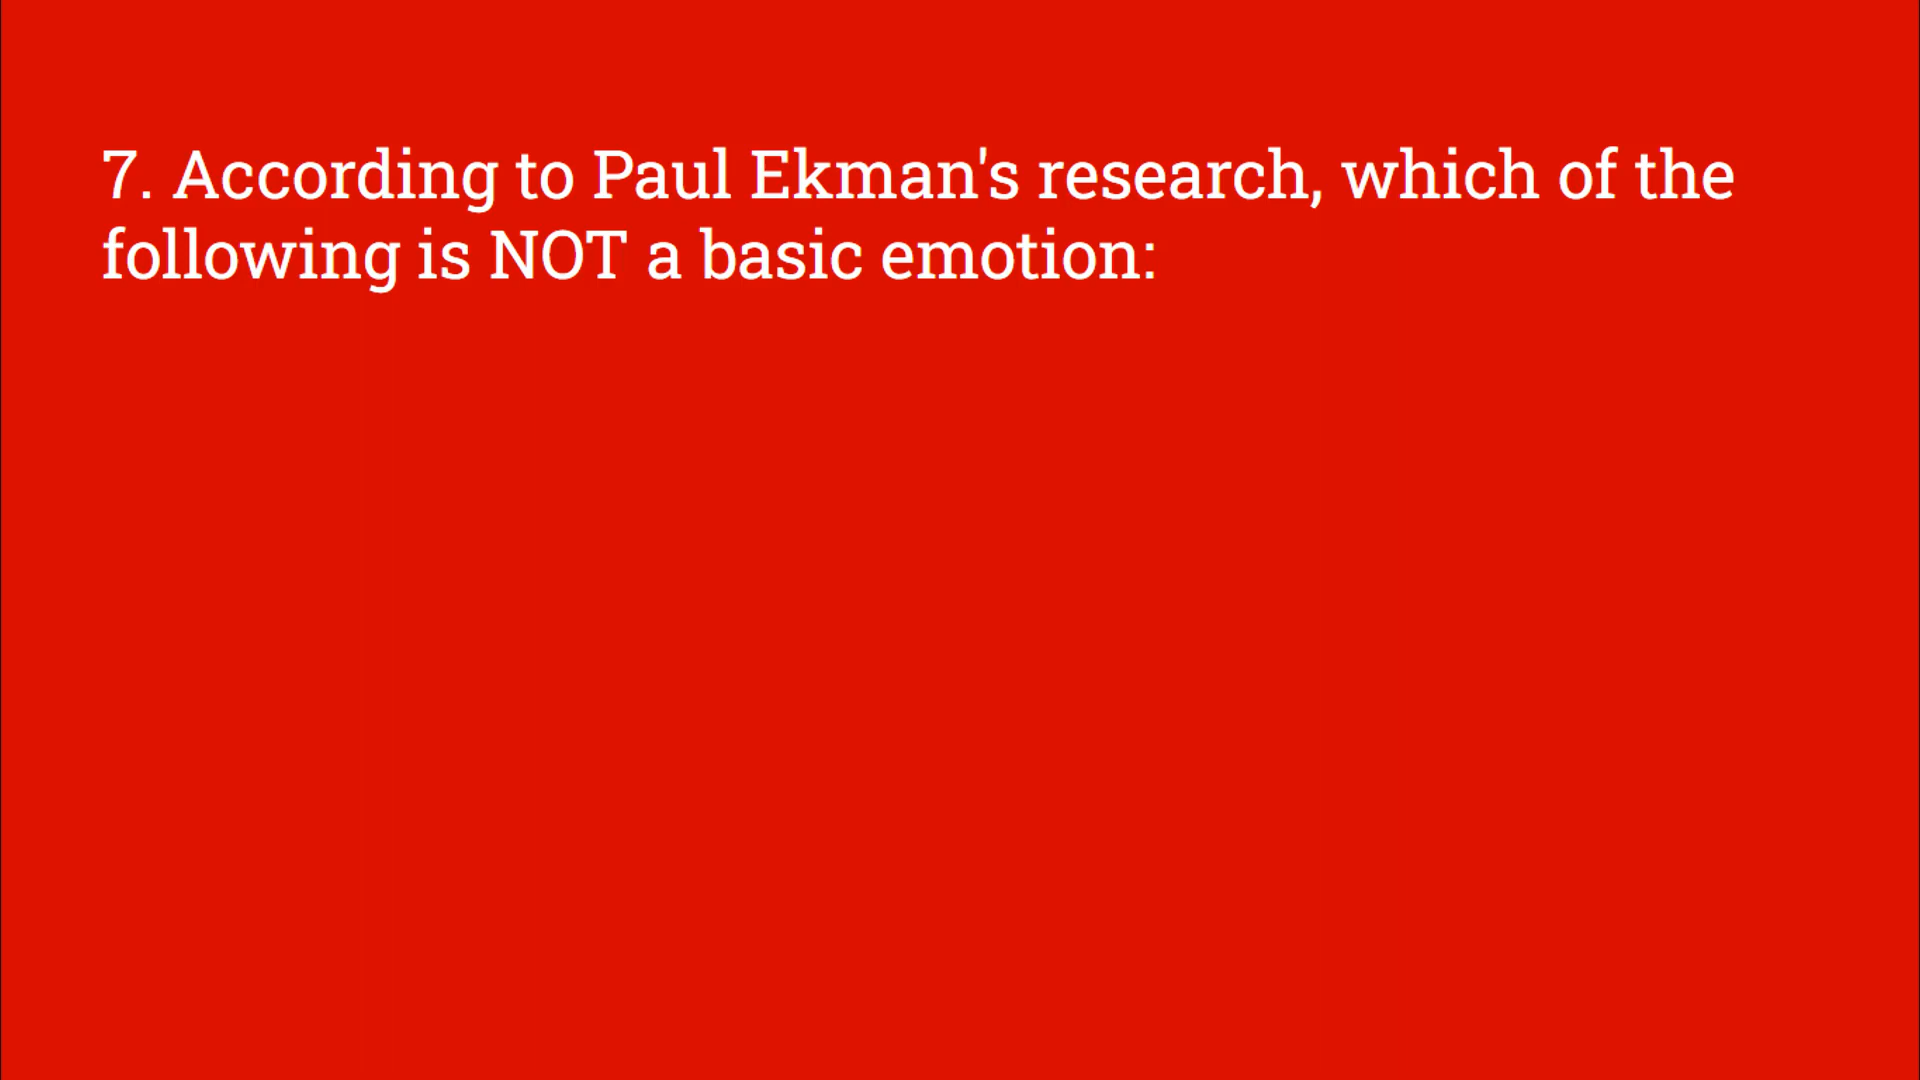 7. According to Paul Ekman's research, which of the
following is NOT a basic emotion: